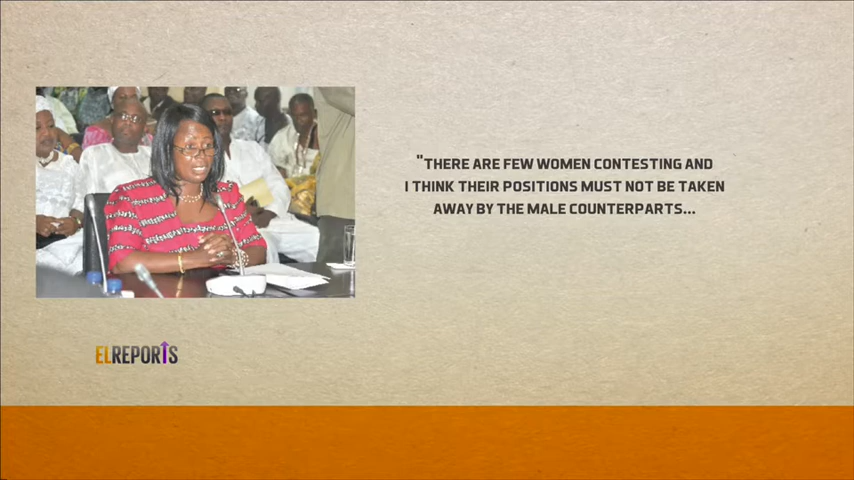 "THERE ARE FEW WOMEN CONTESTING AND
I THINK THEIR POSITIONS MUST NOT BE TAKEN
AWAY BY THE MALE COUNTERPARTS...
ELREPORTS